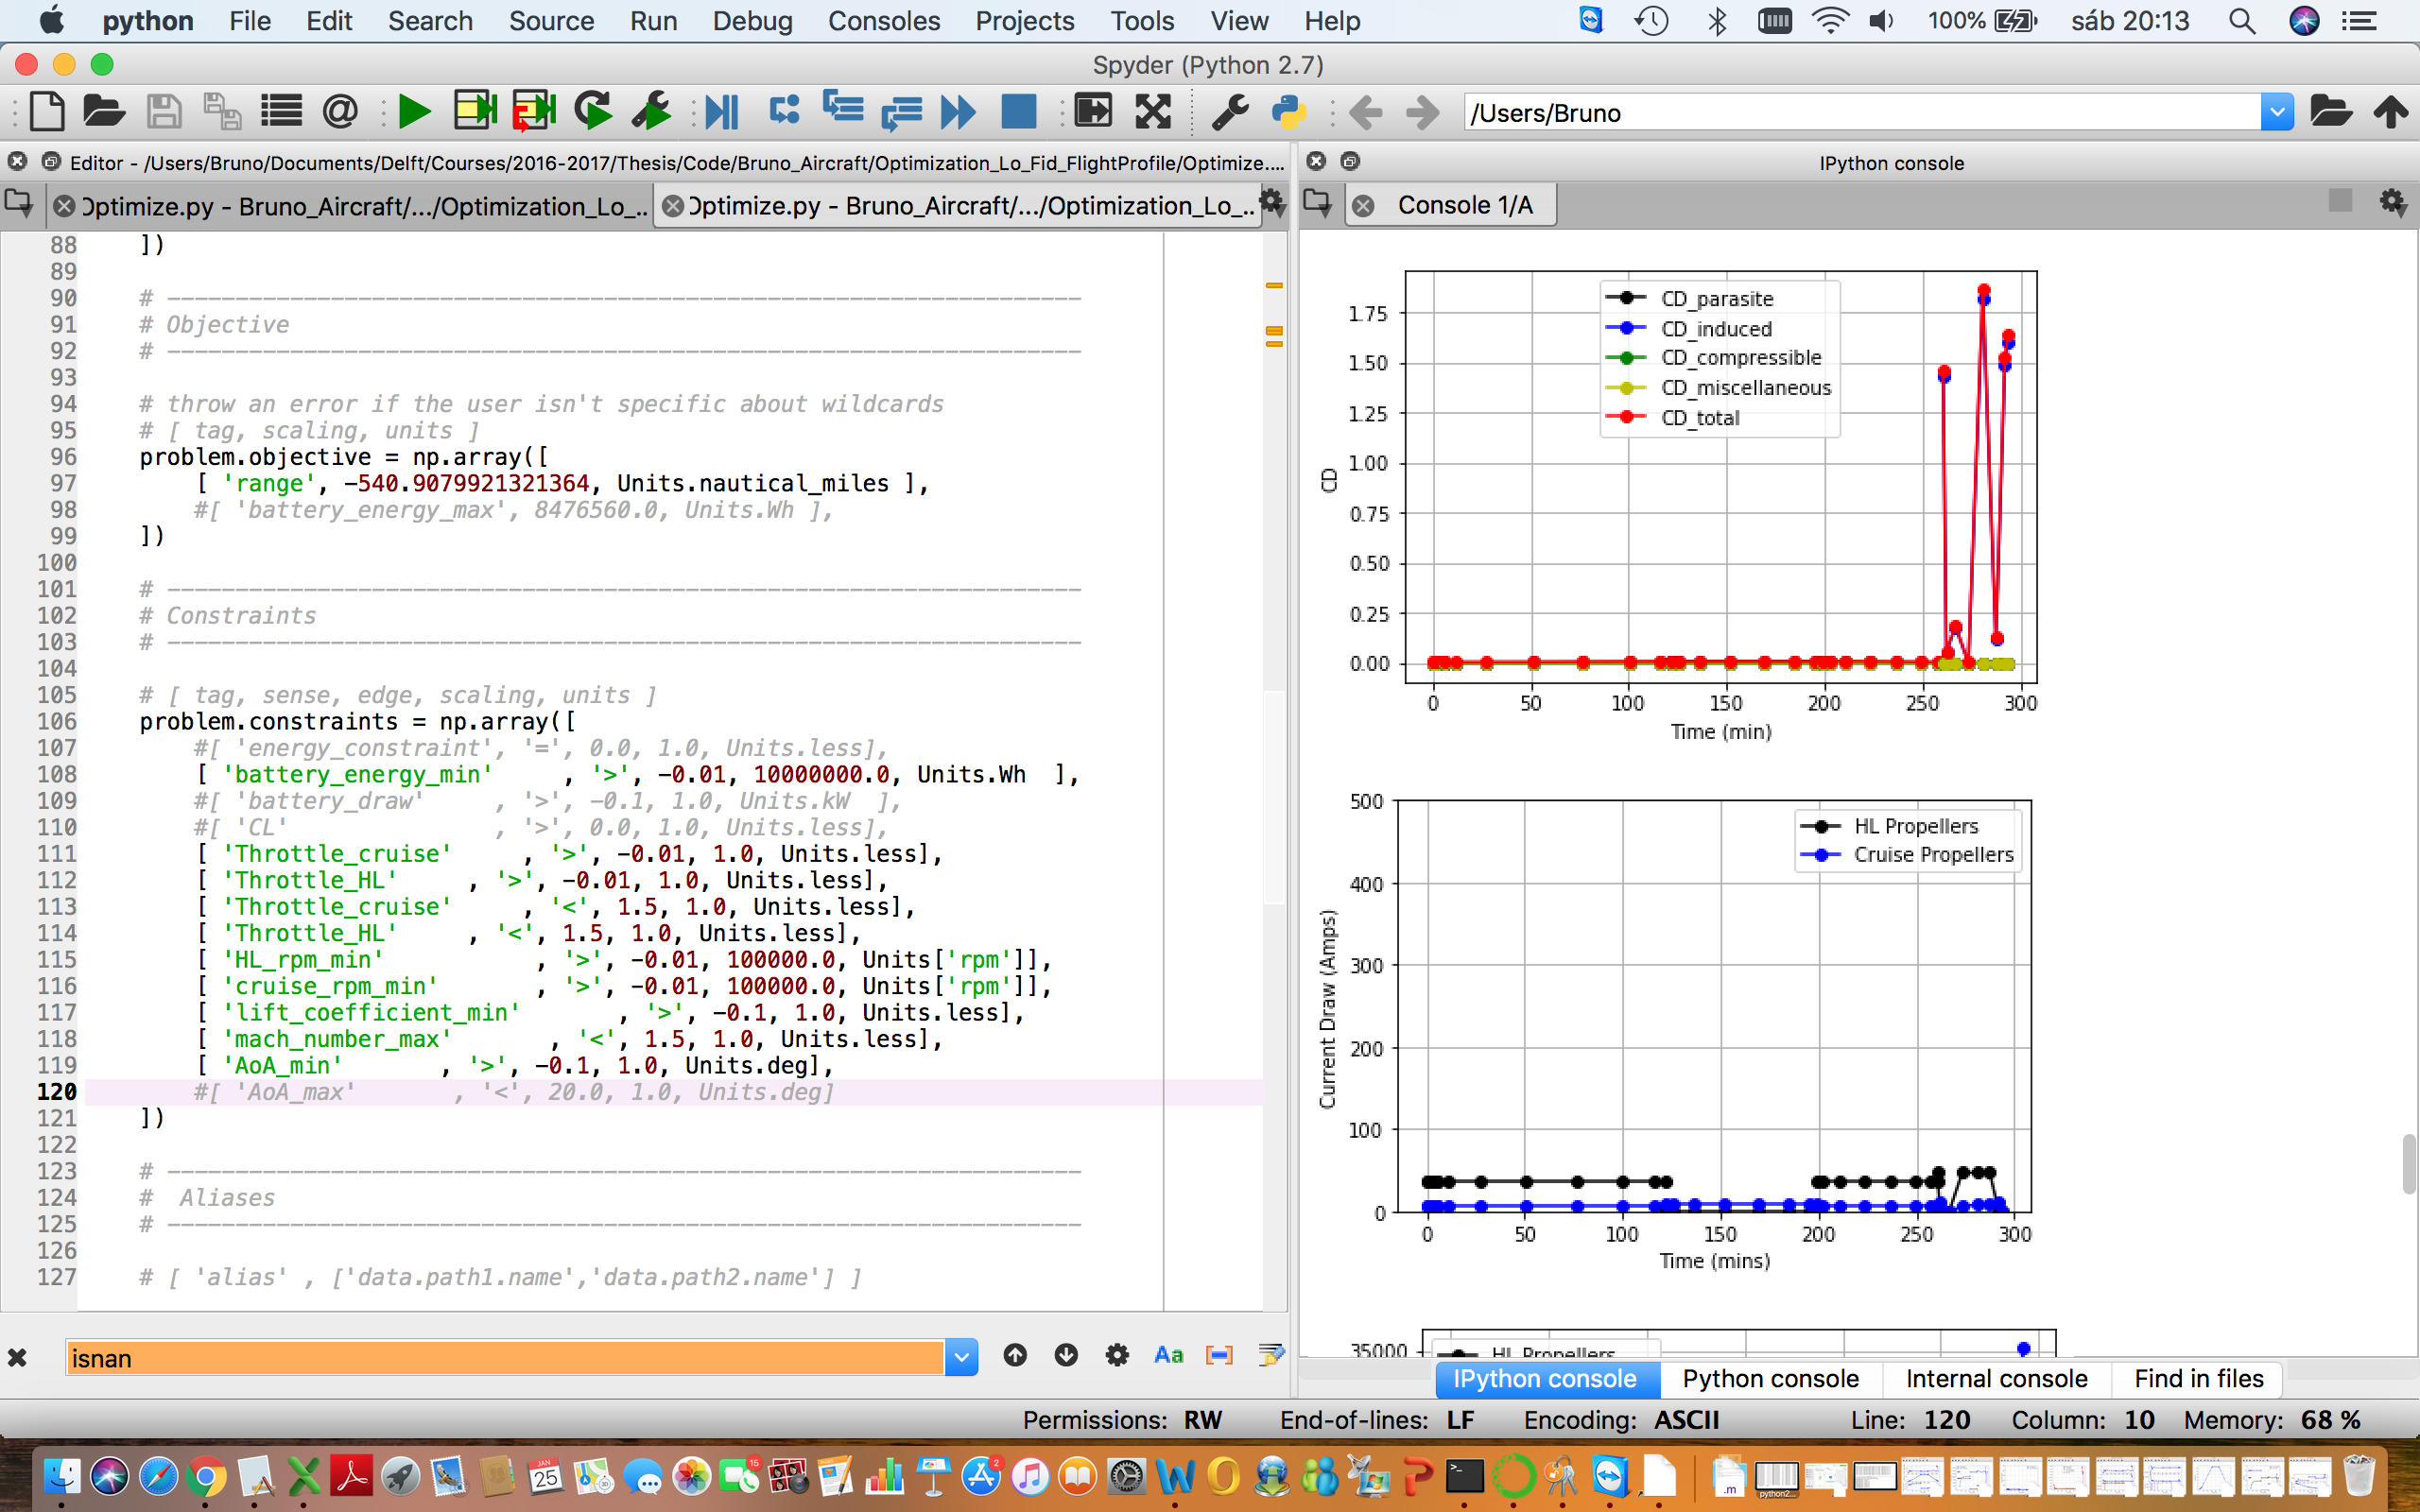 python File Edit Search Source Run Debug Consoles Projects Tools View Help 100% sáb 20:13
Spyder (Python 2.7)
/Users/Bruno
Editor - /Users/Bruno/Documents/Delft/Courses/2016-2017/Thesis/Code/Bruno_Aircraft/Optimization_Lo_Fid_FlightProfile/Optimize....
Optimize.py - Bruno_Aircraft/.../Optimization_Lo_..
Optimize.py - Bruno_Aircraft/.../Optimization_Lo_..
88 ])
89
90 # -------------------------------------------------------------------
91 # Objective
92 # -------------------------------------------------------------------
93
94 # throw an error if the user isn't specific about wildcards
95 # [ tag, scaling, units ]
96 problem.objective = np.array([
97 [ 'range', -540.9079921321364, Units.nautical_miles ],
98 #[ 'battery_energy_max', 8476560.0, Units.Wh ],
99 ])
100
101 # -------------------------------------------------------------------
102 # Constraints
103 # -------------------------------------------------------------------
104
105 # [ tag, sense, edge, scaling, units ]
106 problem.constraints = np.array([
107 #[ 'energy_constraint', '=', 0.0, 1.0, Units.less],
108 [ 'battery_energy_min' , '>', -0.01, 10000000.0, Units.Wh ],
109 #[ 'battery_draw' , '>', -0.1, 1.0, Units.kW ],
110 #[ 'CL' , '>', 0.0, 1.0, Units.less],
111 [ 'Throttle_cruise' , '>', -0.01, 1.0, Units.less],
112 [ 'Throttle_HL' , '>', -0.01, 1.0, Units.less],
113 [ 'Throttle_cruise' , '<', 1.5, 1.0, Units.less],
114 [ 'Throttle_HL' , '<', 1.5, 1.0, Units.less],
115 [ 'HL_rpm_min' , '>', -0.01, 100000.0, Units['rpm']],
116 [ 'cruise_rpm_min' , '>', -0.01, 100000.0, Units['rpm']],
117 [ 'lift_coefficient_min' , '>', -0.1, 1.0, Units.less],
118 [ 'mach_number_max' , '<', 1.5, 1.0, Units.less],
119 [ 'AoA_min' , '>', -0.1, 1.0, Units.deg],
120 #[ 'AoA_max' , '<', 20.0, 1.0, Units.deg]
121 ])
122
123 # -------------------------------------------------------------------
124 # Aliases
125 # -------------------------------------------------------------------
126
127 # [ 'alias' , ['data.path1.name','data.path2.name'] ]
isnan
Aa
IPython console
Console 1/A
CD_parasite
CD_induced
CD_compressible
CD_miscellaneous
CD_total
1.75
1.50
1.25
1.00
0.75
0.50
0.25
0.00
CD
0 50 100 150 200 250 300
Time (min)
HL Propellers
Cruise Propellers
500
400
300
200
100
0
Current Draw (Amps)
0 50 100 150 200 250 300
Time (mins)
35000
HL Propellers
IPython console Python console Internal console Find in files
Permissions: RW End-of-lines: LF Encoding: ASCII Line: 120 Column: 10 Memory: 68 %
JAN
25
15
2
.m
python2...